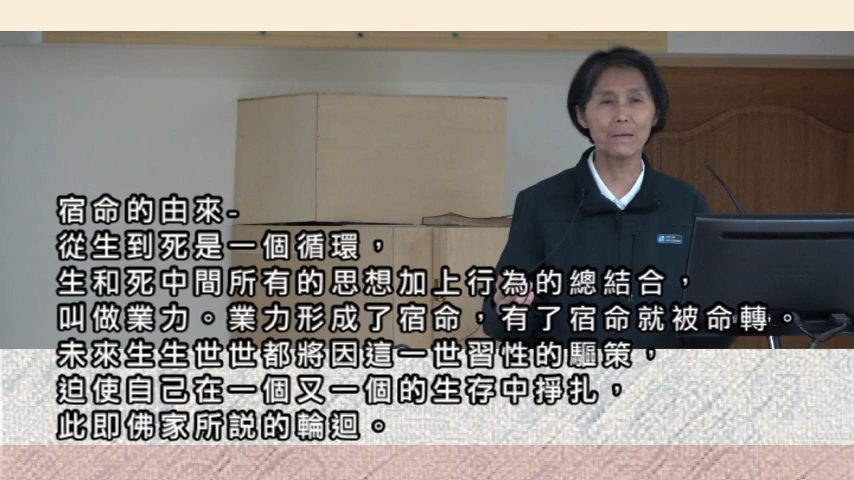 宿命的由來-
從生到死是一個循環，
生和死中間所有的思想加上行為的總結合，
叫做業力。業力形成了宿命，有了宿命就被命轉。
未來生生世世都將因這一世習性的驅策，
迫使自己在一個又一個的生存中掙扎，
此即佛家所說的輪迴。